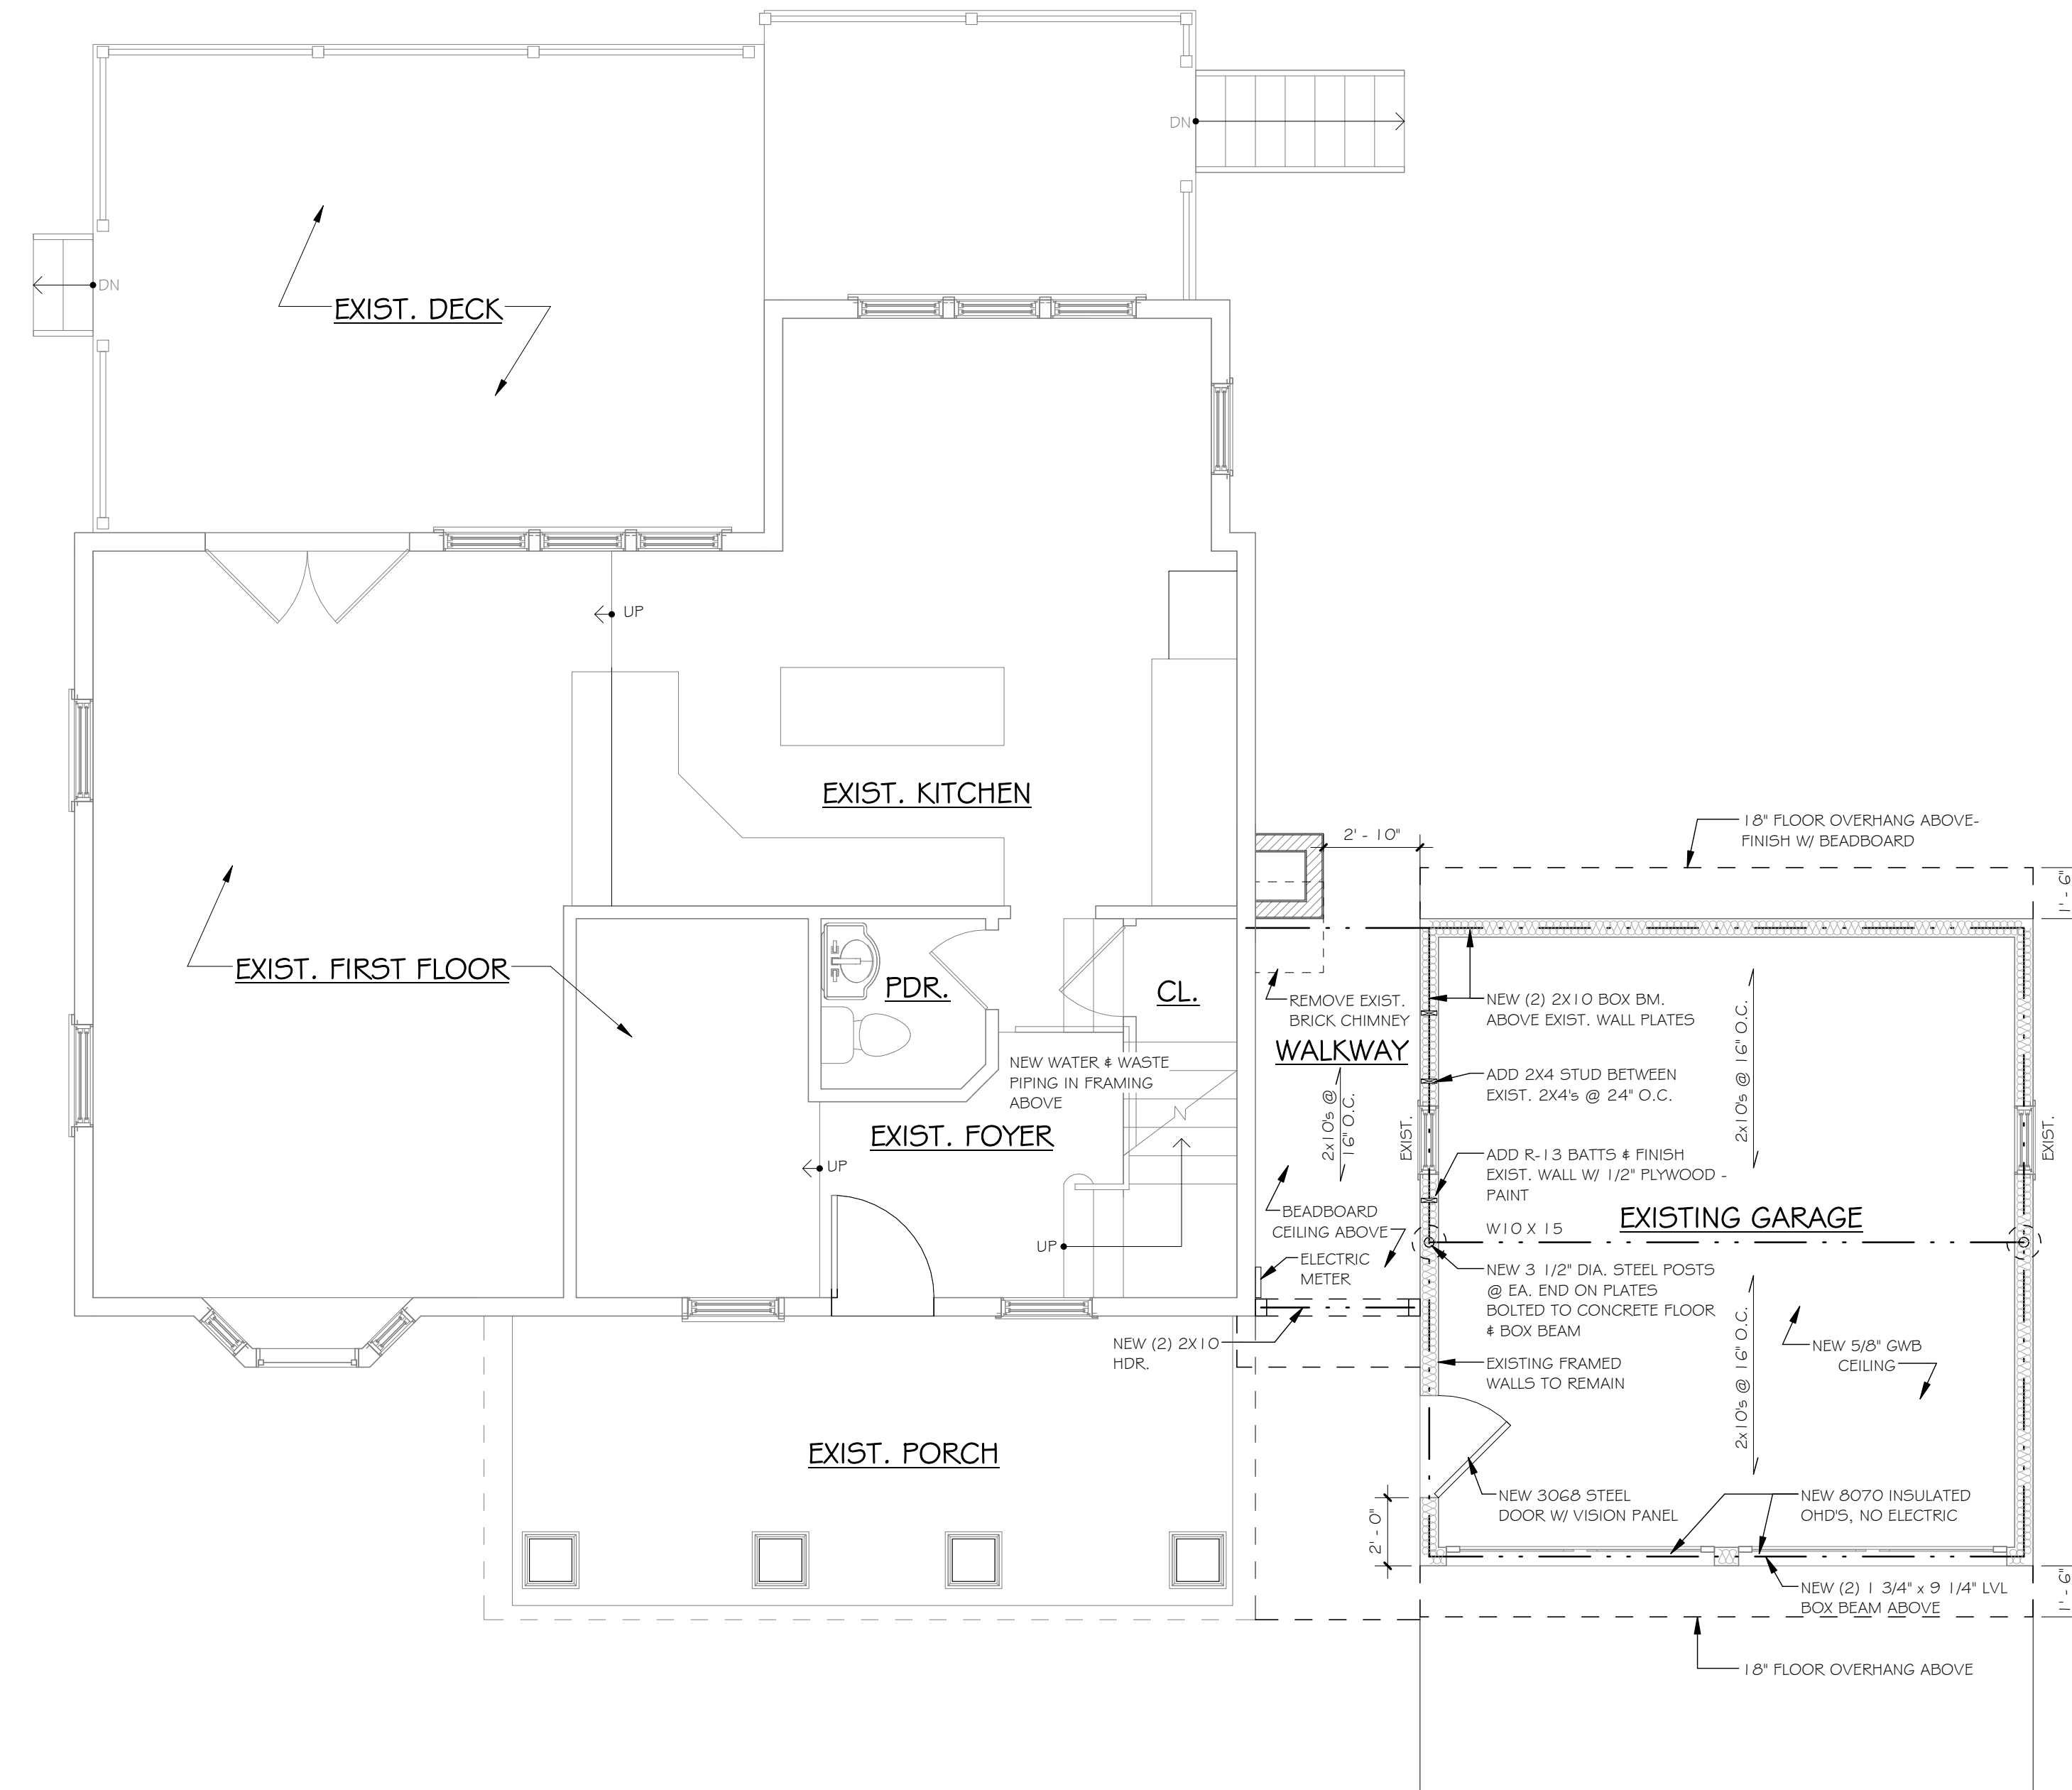 DN
DN
EXIST. DECK
UP
EXIST. KITCHEN
2' - 10"
18" FLOOR OVERHANG ABOVE-
FINISH W/ BEADBOARD
1' - 6"
EXIST. FIRST FLOOR
PDR.
CL.
REMOVE EXIST.
BRICK CHIMNEY
WALKWAY
2x10's @
16" O.C.
NEW (2) 2X10 BOX BM.
ABOVE EXIST. WALL PLATES
2x10's @ 16" O.C.
NEW WATER & WASTE
PIPING IN FRAMING
ABOVE
ADD 2X4 STUD BETWEEN
EXIST. 2X4's @ 24" O.C.
EXIST.
EXIST.
EXIST. FOYER
UP
ADD R-13 BATTS & FINISH
EXIST. WALL W/ 1/2" PLYWOOD -
PAINT
BEADBOARD
CEILING ABOVE
W10 X 15
EXISTING GARAGE
UP
ELECTRIC
METER
NEW 3 1/2" DIA. STEEL POSTS
@ EA. END ON PLATES
BOLTED TO CONCRETE FLOOR
& BOX BEAM
NEW (2) 2X10
HDR.
EXISTING FRAMED
WALLS TO REMAIN
2x10's @ 16" O.C.
NEW 5/8" GWB
CEILING
EXIST. PORCH
2' - 0"
NEW 3068 STEEL
DOOR W/ VISION PANEL
NEW 8070 INSULATED
OHD'S, NO ELECTRIC
NEW (2) 1 3/4" x 9 1/4" LVL
BOX BEAM ABOVE
1' - 6"
18" FLOOR OVERHANG ABOVE